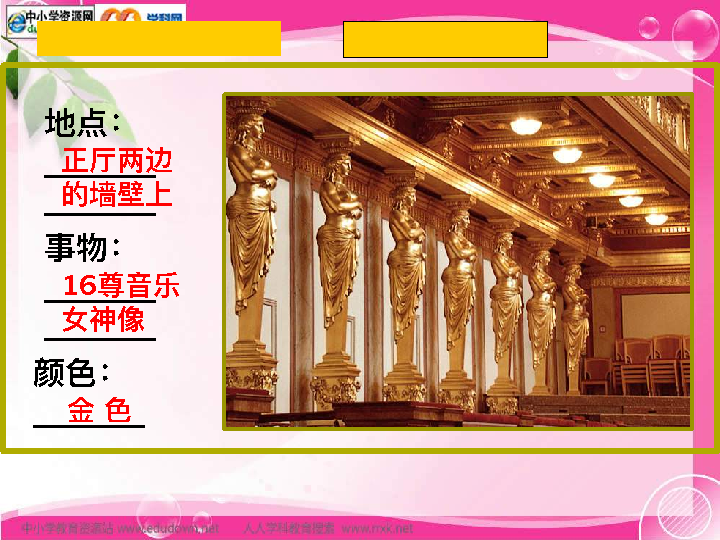 中小学资源网
学科网
地点：
正厅两边
的墙壁上
事物：
16尊音乐
女神像
颜色：
金 色
中小学教育资源站 www.edudown.net 人人学科教育搜索 www.rrxk.net